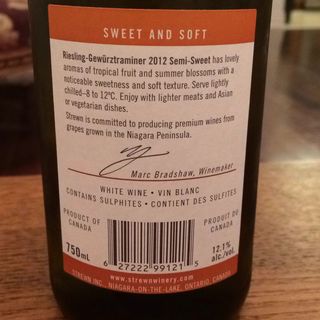 SWEET AND SOFT
Riesling-Gewürztraminer 2012 Semi-Sweet has lovely
aromas of tropical fruit and summer blossoms with a
noticeable sweetness and soft texture. Serve lightly
chilled–8 to 12°C. Enjoy with lighter meats and Asian
or vegetarian dishes.
Strewn is committed to producing premium wines from
grapes grown in the Niagara Peninsula.
Marc Bradshaw, Winemaker
WHITE WINE • VIN BLANC
CONTAINS SULPHITES • CONTIENT DES SULFITES
PRODUCT OF
CANADA
750mL
6 27222 99121 5
PRODUIT DU
CANADA
12.1%
alc./vol.
www.strewnwinery.com
STREWN INC., NIAGARA-ON-THE-LAKE, ONTARIO, CANADA